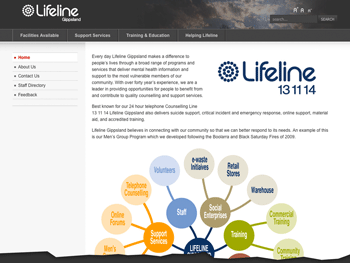 Lifeline
Gippsland
search...
Facilities Available
Support Services
Training & Education
Helping Lifeline
Home
About Us
Contact Us
Staff Directory
Feedback
Every day Lifeline Gippsland makes a difference to
people's lives through a broad range of programs and
services that deliver mental health information and
support to the most vulnerable members of our
community. With over forty year's experience, we are a
leader in providing opportunities for people to benefit from
and contribute to quality counselling and support services.
Lifeline
13 11 14
Best known for our 24 hour telephone Counselling Line
13 11 14 Lifeline Gippsland also delivers suicide support, critical incident and emergency response, online support, material
aid, and accredited training.
Lifeline Gippsland believes in connecting with our community so that we can better respond to its needs. An example of this
is our Men's Group Program which we developed following the Boolarra and Black Saturday Fires of 2009.
e-waste
Initiatives
Retail
Stores
Volunteers
Telephone
Counselling
Warehouse
Staff
Social
Enterprises
Online
Forums
Commercial
Training
Support
Services
Training
Men's
LIFELINE
Community